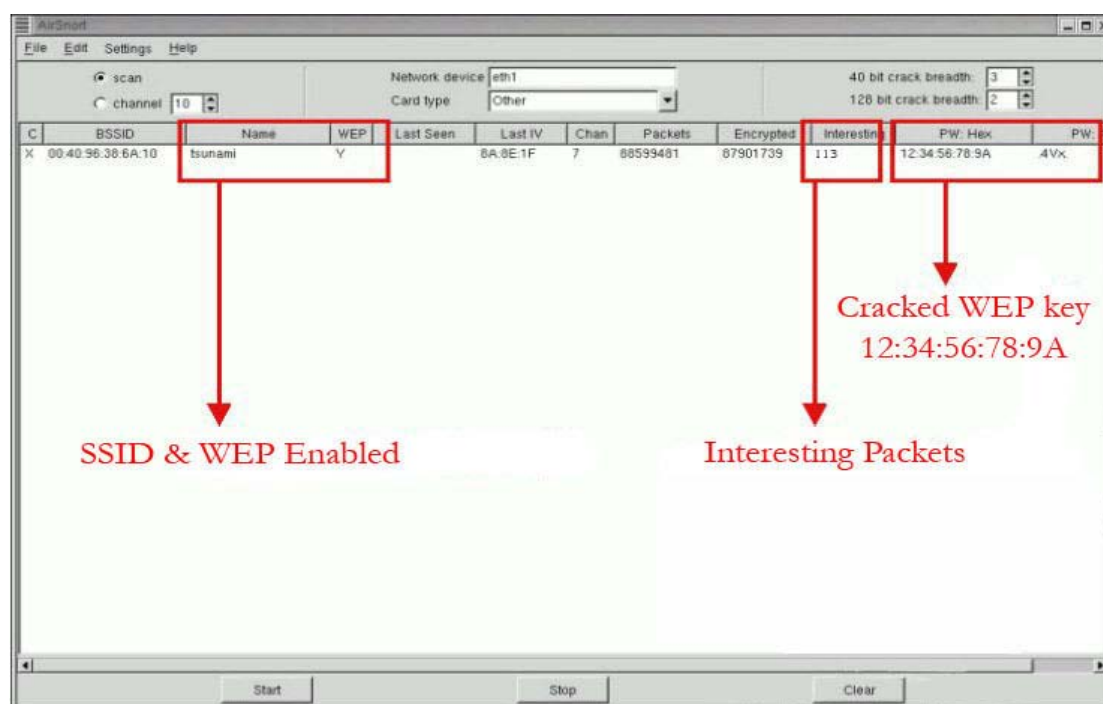 AirSnort
File Edit Settings Help
scan
channel 10
Network device eth1
Card type Other
40 bit crack breadth: 3
128 bit crack breadth: 2
C BSSID Name WEP Last Seen Last IV Chan Packets Encrypted Interesting PW: Hex PW:
X 00:40:96:38:6A:10 tsunami Y 8A:8E:1F 7 88599481 87901739 113 12:34:56:78:9A .4Vx.
Cracked WEP key
12:34:56:78:9A
SSID & WEP Enabled
Interesting Packets
Start Stop Clear